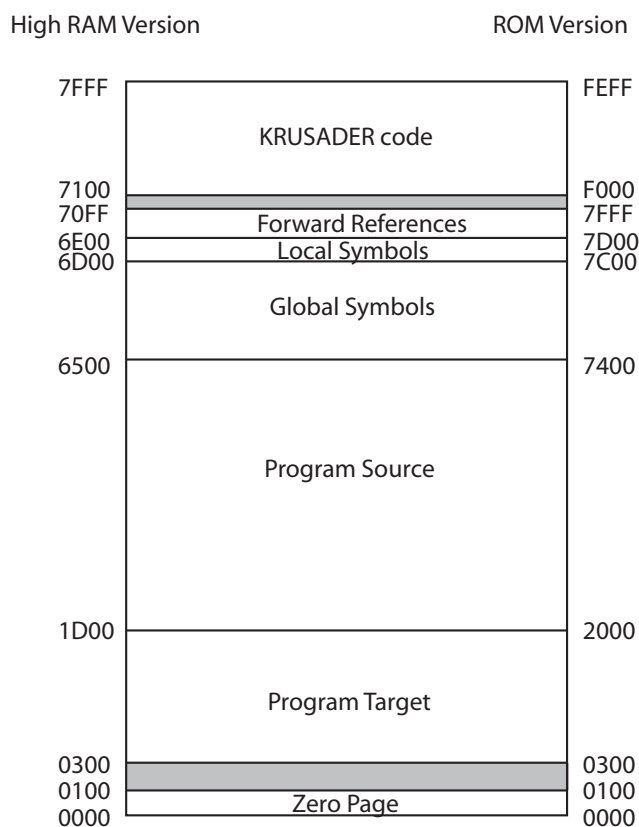 High RAM Version ROM Version
7FFF FEFF
KRUSADER code
7100 F000
70FF 7FFF
Forward References
6E00 7D00
Local Symbols
6D00 7C00
Global Symbols
6500 7400
Program Source
1D00 2000
Program Target
0300 0300
0100 0100
Zero Page
0000 0000